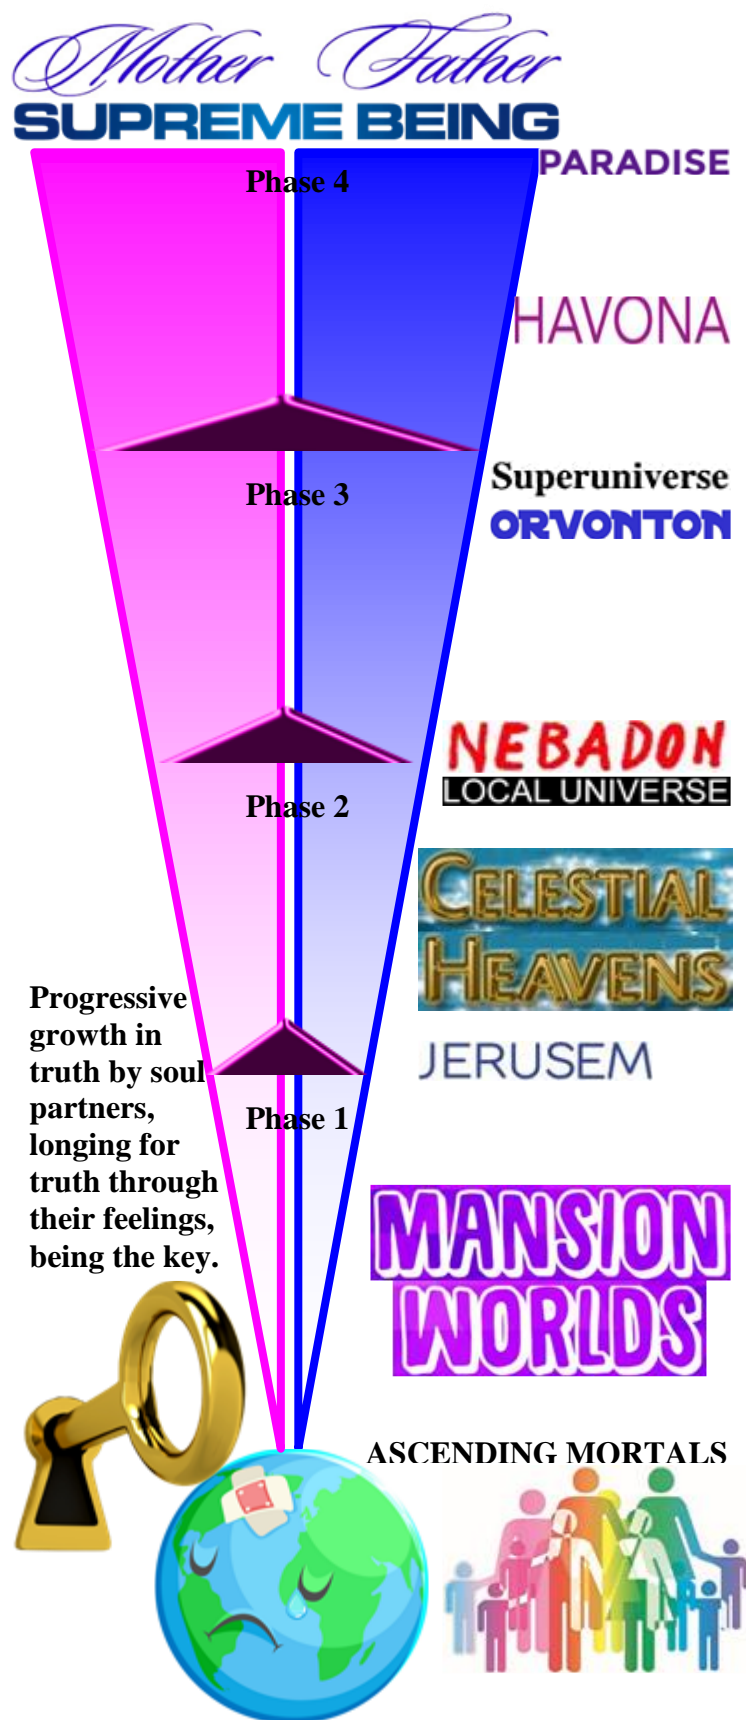 Mother Father
SUPREME BEING
PARADISE
Phase 4
HAVONA
Phase 3
Superuniverse
ORVONTON
NEBADON
LOCAL UNIVERSE
Phase 2
CELESTIAL
HEAVENS
JERUSEM
Progressive
growth in
truth by soul
partners,
longing for
truth through
their feelings,
being the key.
Phase 1
MANSION
WORLDS
ASCENDING MORTALS